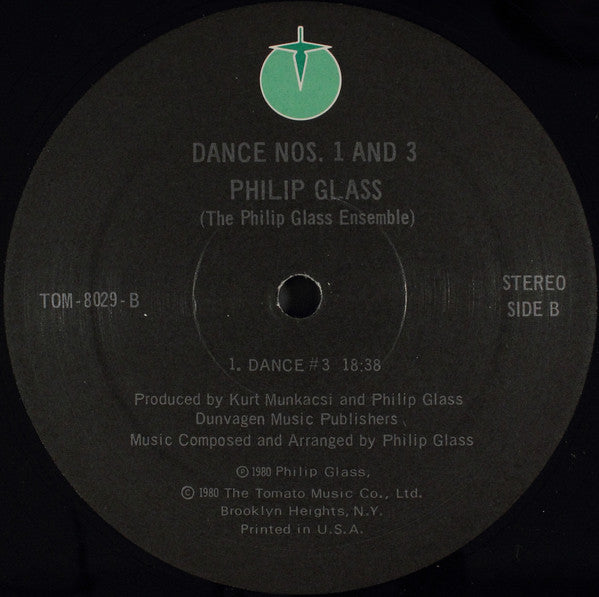 DANCE NOS. 1 AND 3
PHILIP GLASS
(The Philip Glass Ensemble)
TOM-8029-B
STEREO
SIDE B
1. DANCE #3 18:38
Produced by Kurt Munkacsi and Philip Glass
Dunvagen Music Publishers
Music Composed and Arranged by Philip Glass
℗ 1980 Philip Glass,
© 1980 The Tomato Music Co., Ltd.
Brooklyn Heights, N.Y.
Printed in U.S.A.